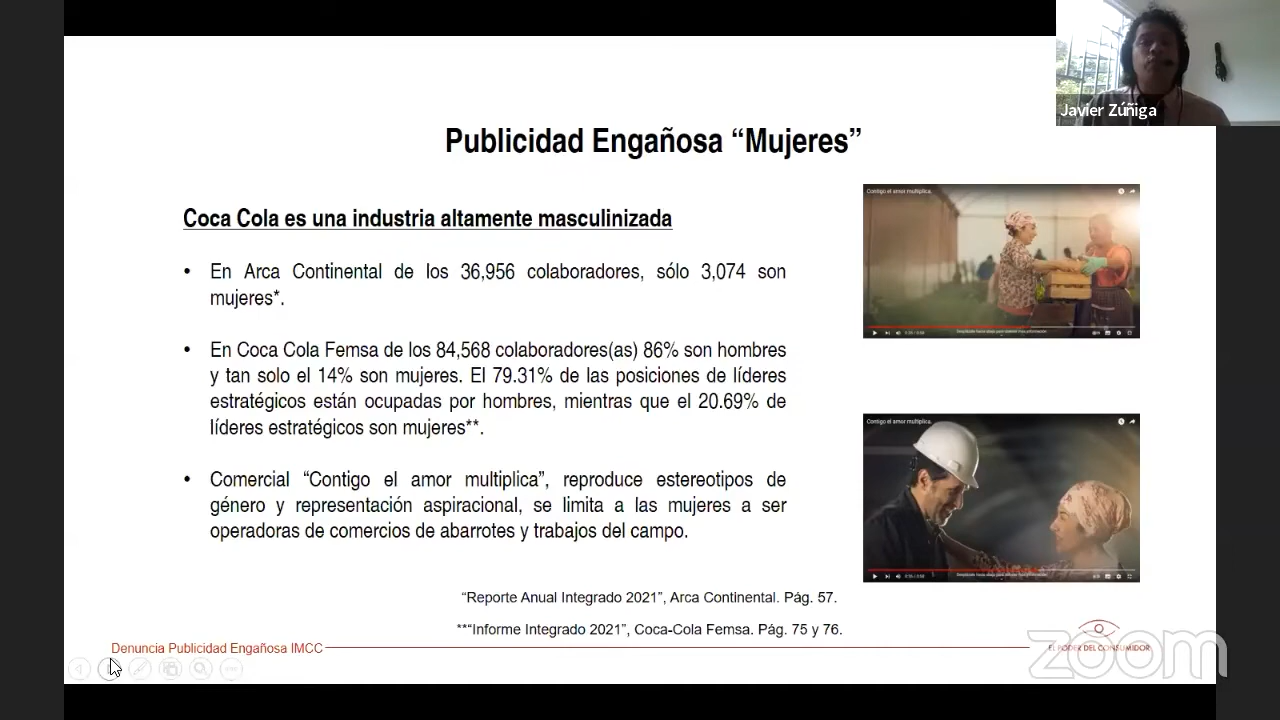 Javier Zúñiga
Publicidad Engañosa “Mujeres”
Coca Cola es una industria altamente masculinizada
• En Arca Continental de los 36,956 colaboradores, sólo 3,074 son
mujeres*.
• En Coca Cola Femsa de los 84,568 colaboradores(as) 86% son hombres
y tan solo el 14% son mujeres. El 79.31% de las posiciones de líderes
estratégicos están ocupadas por hombres, mientras que el 20.69% de
líderes estratégicos son mujeres**.
• Comercial “Contigo el amor multiplica”, reproduce estereotipos de
género y representación aspiracional, se limita a las mujeres a ser
operadoras de comercios de abarrotes y trabajos del campo.
Contigo el amor multiplica.
Contigo el amor multiplica.
“Reporte Anual Integrado 2021”, Arca Continental. Pág. 57.
**“Informe Integrado 2021”, Coca-Cola Femsa. Pág. 75 y 76.
Denuncia Publicidad Engañosa IMCC
EL PODER DEL CONSUMIDOR
zoom